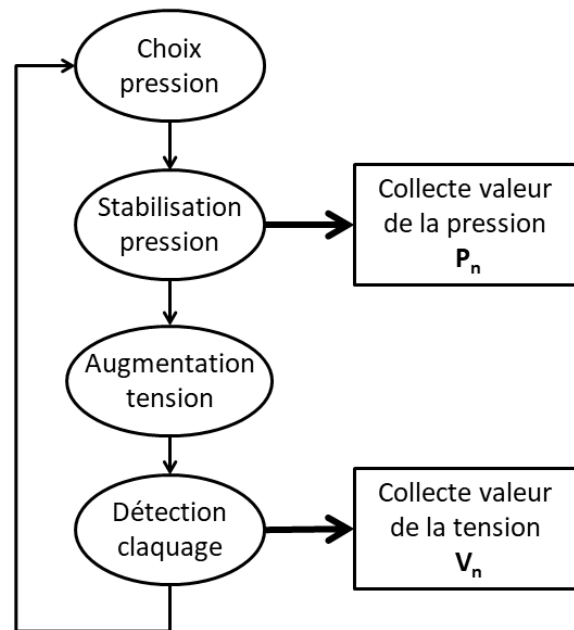 Choix
pression
Stabilisation
pression
Collecte valeur
de la pression
Pn
Augmentation
tension
Détection
claquage
Collecte valeur
de la tension
Vn